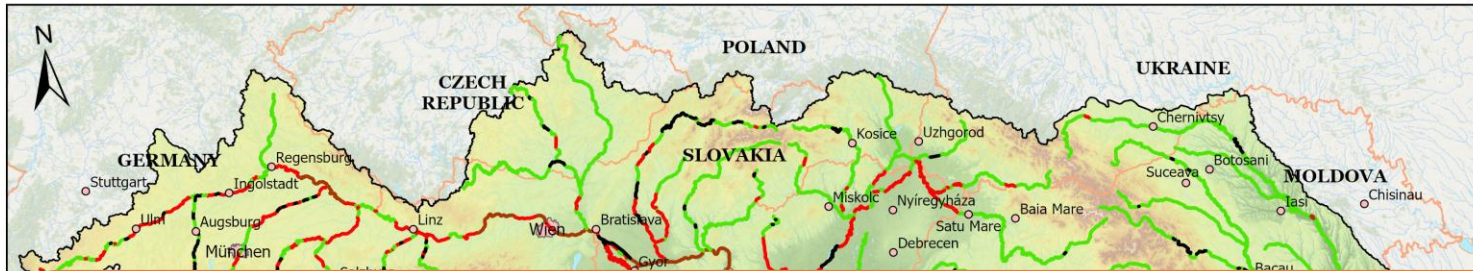 N
POLAND
UKRAINE
CZECH
REPUBLIC
Chernivtsy
Kosice
Uzhgorod
GERMANY
Regensburg
SLOVAKIA
Botosani
Suceava
MOLDOVA
Stuttgart
Ingolstadt
Chisinau
Miskolc
Nyíregyháza
Iasi
Ulm
Augsburg
Linz
Wien
Bratislava
Satu Mare
Baia Mare
München
Debrecen
Gyor
Bacau